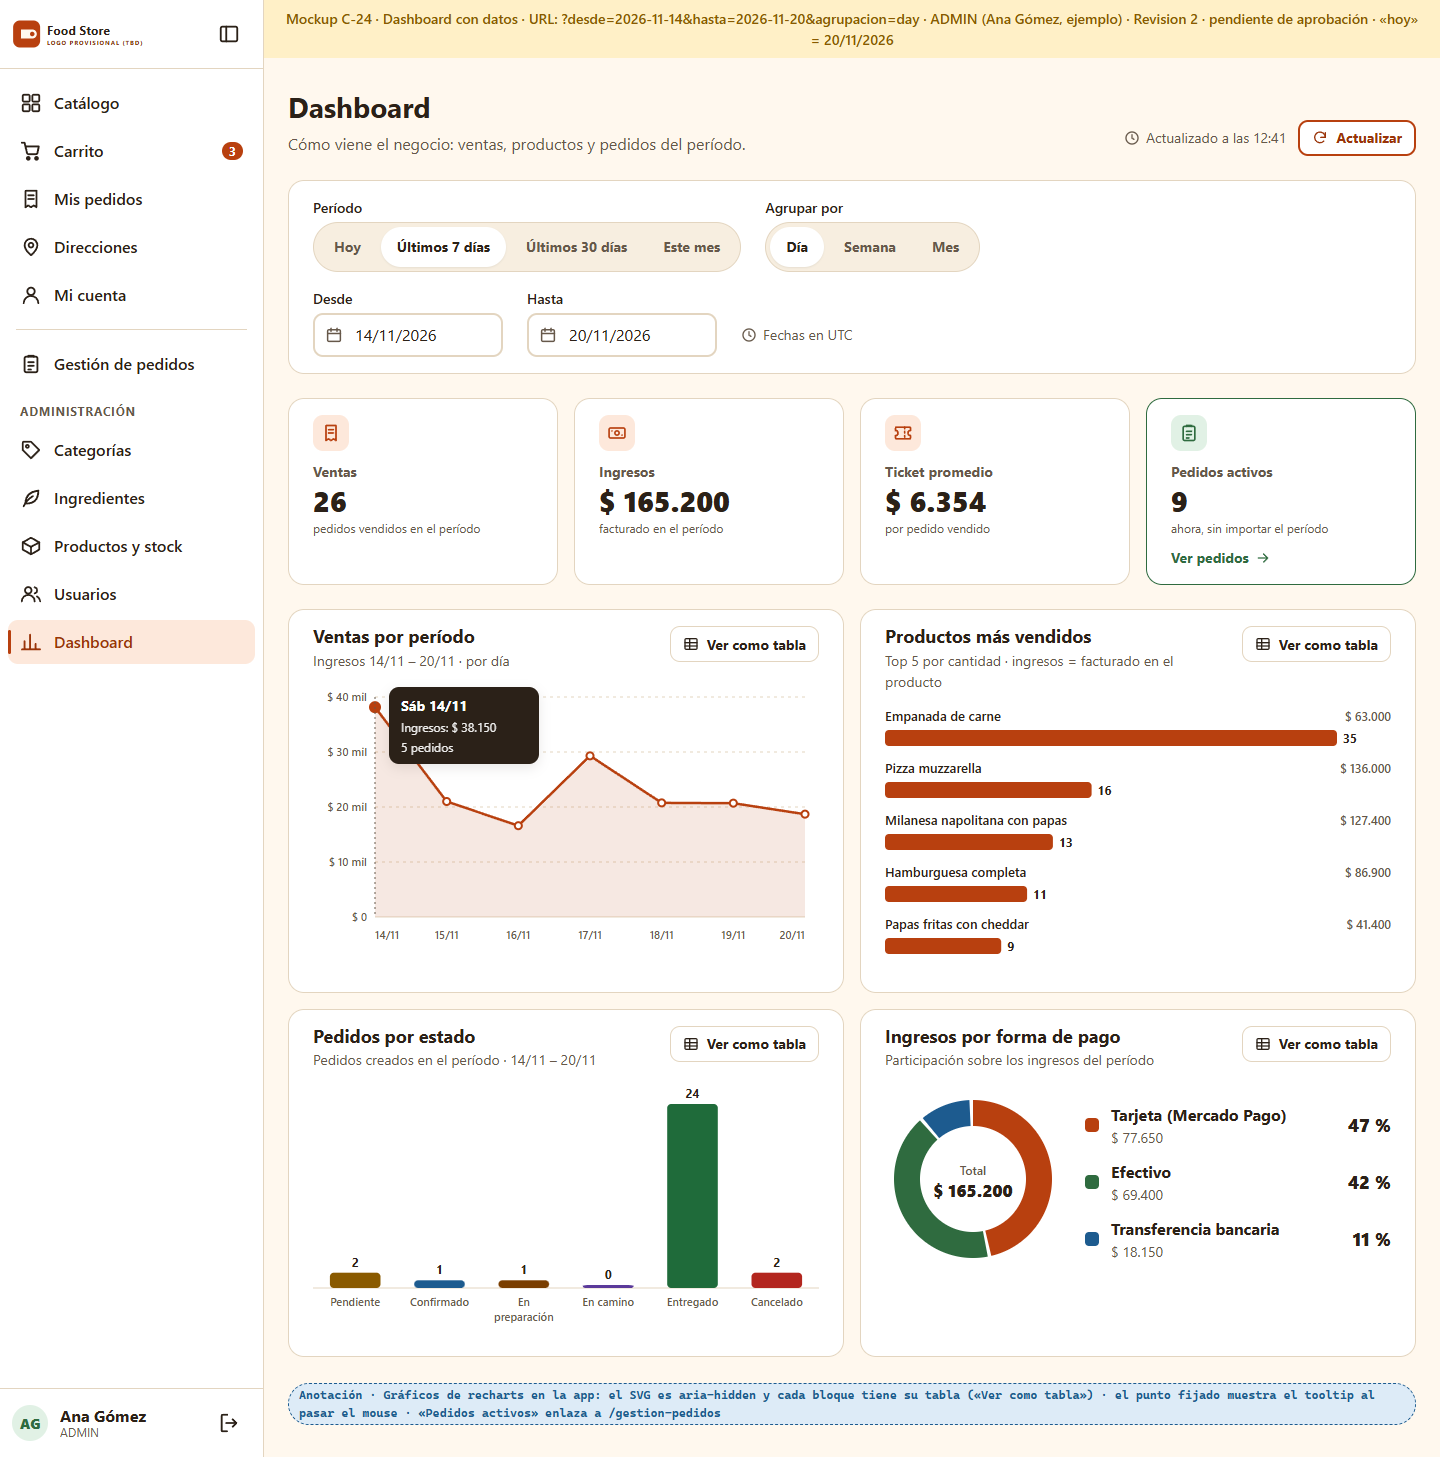 Food Store
LOGO PROVISIONAL (TBD)
Catálogo
Carrito
3
Mis pedidos
Direcciones
Mi cuenta
Gestión de pedidos
ADMINISTRACIÓN
Categorías
Ingredientes
Productos y stock
Usuarios
Dashboard
AG
Ana Gómez
ADMIN
Mockup C-24 · Dashboard con datos · URL: ?desde=2026-11-14&hasta=2026-11-20&agrupacion=day · ADMIN (Ana Gómez, ejemplo) · Revision 2 · pendiente de aprobación · «hoy»
= 20/11/2026
Dashboard
Cómo viene el negocio: ventas, productos y pedidos del período.
Actualizado a las 12:41
Actualizar
Período
Hoy
Últimos 7 días
Últimos 30 días
Este mes
Agrupar por
Día
Semana
Mes
Desde
14/11/2026
Hasta
20/11/2026
Fechas en UTC
Ventas
26
pedidos vendidos en el período
Ingresos
$ 165.200
facturado en el período
Ticket promedio
$ 6.354
por pedido vendido
Pedidos activos
9
ahora, sin importar el período
Ver pedidos →
Ventas por período
Ingresos 14/11 – 20/11 · por día
Ver como tabla
$ 40 mil
$ 30 mil
$ 20 mil
$ 10 mil
$ 0
Sáb 14/11
Ingresos: $ 38.150
5 pedidos
14/11
15/11
16/11
17/11
18/11
19/11
20/11
Productos más vendidos
Top 5 por cantidad · ingresos = facturado en el
producto
Ver como tabla
Empanada de carne
$ 63.000
35
Pizza muzzarella
$ 136.000
16
Milanesa napolitana con papas
$ 127.400
13
Hamburguesa completa
$ 86.900
11
Papas fritas con cheddar
$ 41.400
9
Pedidos por estado
Pedidos creados en el período · 14/11 – 20/11
Ver como tabla
2
1
1
0
24
2
Pendiente
Confirmado
En
preparación
En camino
Entregado
Cancelado
Ingresos por forma de pago
Participación sobre los ingresos del período
Ver como tabla
Total
$ 165.200
Tarjeta (Mercado Pago)
$ 77.650
47 %
Efectivo
$ 69.400
42 %
Transferencia bancaria
$ 18.150
11 %
Anotación · Gráficos de recharts en la app: el SVG es aria-hidden y cada bloque tiene su tabla («Ver como tabla») · el punto fijado muestra el tooltip al
pasar el mouse · «Pedidos activos» enlaza a /gestion-pedidos